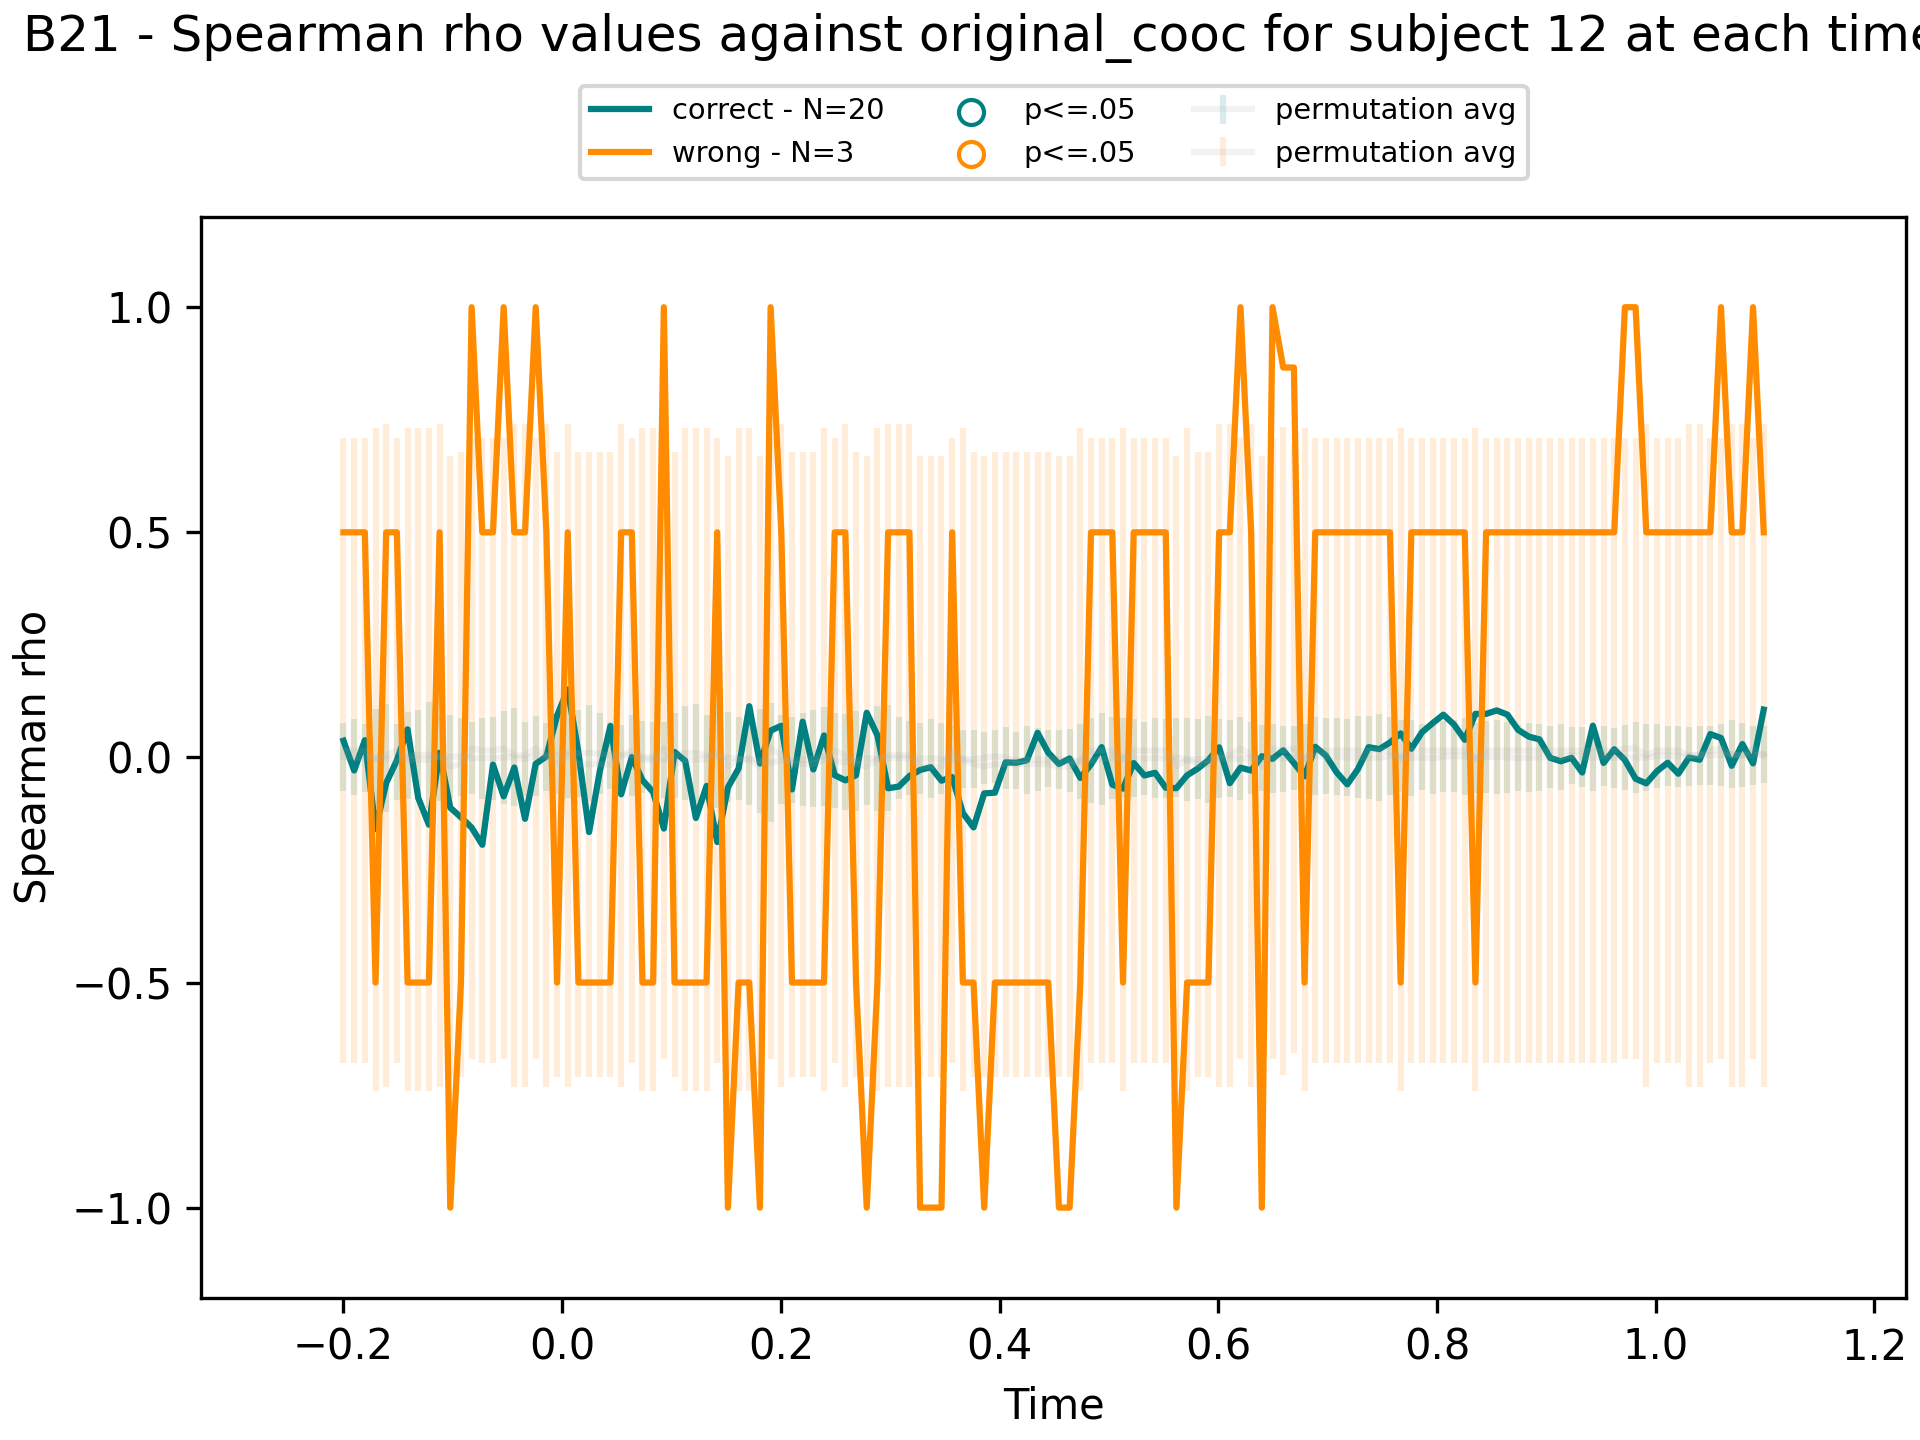 B21 - Spearman rho values against original_cooc for subject 12 at each time
correct - N=20
wrong - N=3
p<=.05
p<=.05
permutation avg
permutation avg
1.0
0.5
0.0
−0.5
−1.0
Spearman rho
−0.2 0.0 0.2 0.4 0.6 0.8 1.0 1.2
Time